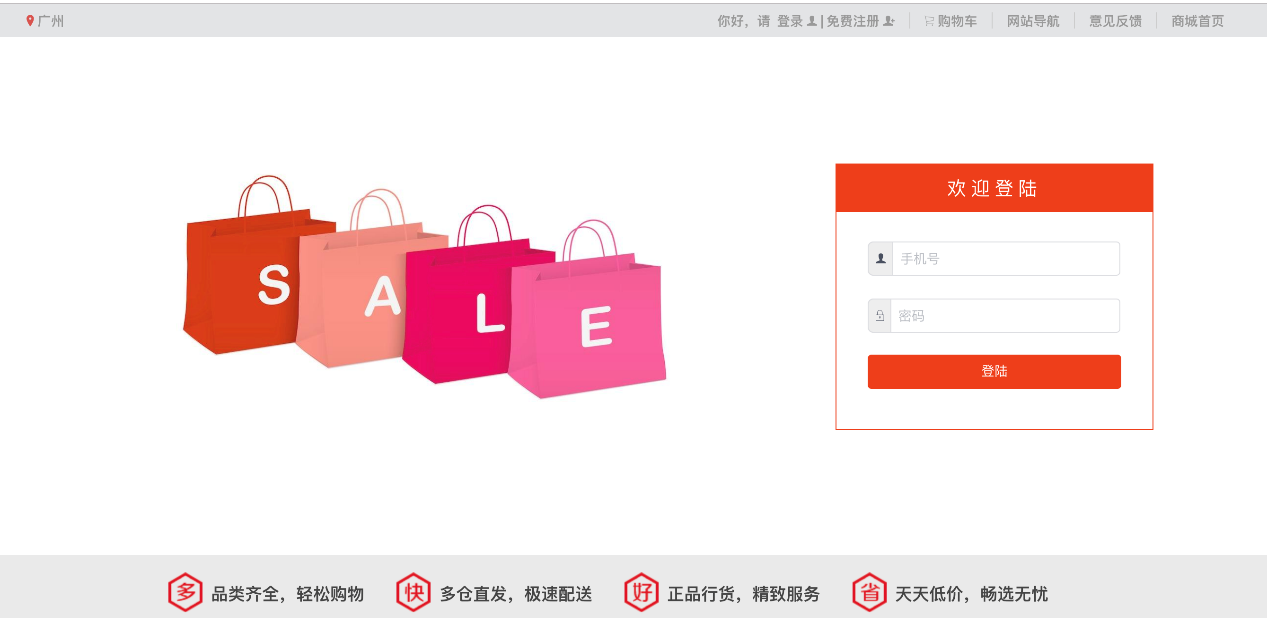 广州 你好，请 登录 | 免费注册 购物车 网站导航 意见反馈 商城首页
欢迎登陆
S A L E
手机号
密码
登陆
多 品类齐全，轻松购物 快 多仓直发，极速配送 好 正品行货，精致服务 省 天天低价，畅选无忧